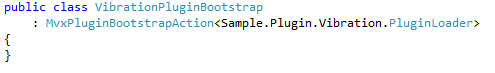 public class VibrationPluginBootstrap
    : MvxPluginBootstrapAction<Sample.Plugin.Vibration.PluginLoader>
{
}